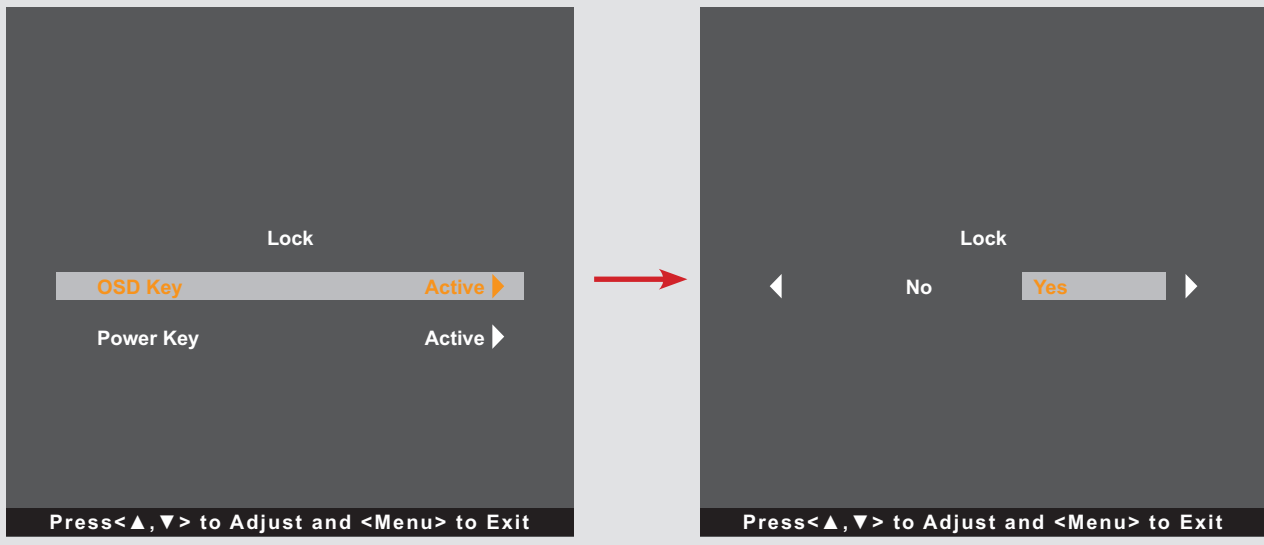 Lock
OSD Key Active
Power Key Active
Press<▲,▼> to Adjust and <Menu> to Exit
Lock
No Yes
Press<▲,▼> to Adjust and <Menu> to Exit